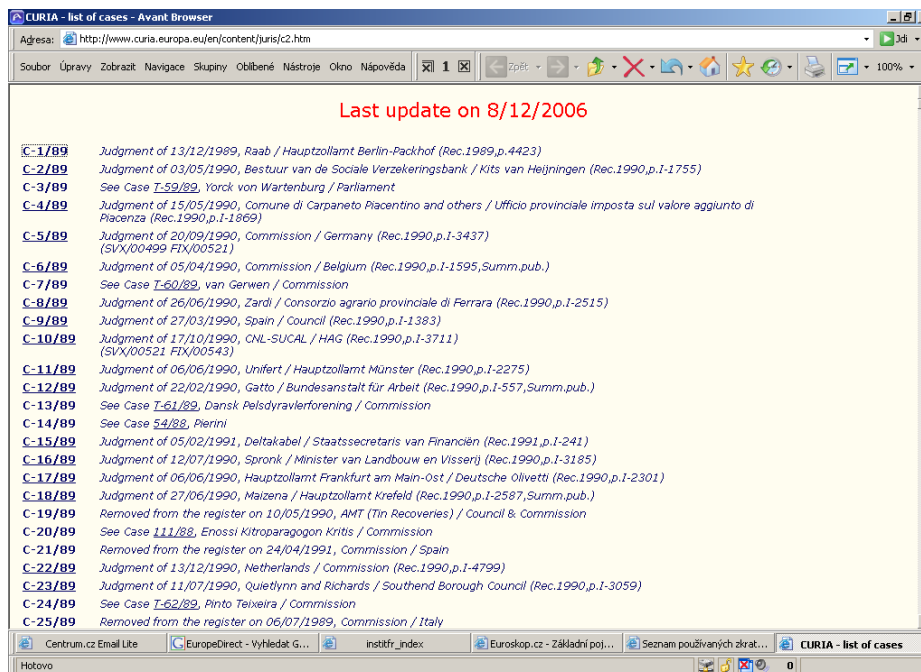 CURIA - list of cases - Avant Browser
Adresa: http://www.curia.europa.eu/en/content/juris/c2.htm Jdi
Soubor Úpravy Zobrazit Navigace Skupiny Oblíbené Nástroje Okno Nápověda 1 Zpět 100%
Last update on 8/12/2006
C-1/89 Judgment of 13/12/1989, Raab / Hauptzollamt Berlin-Packhof (Rec.1989,p.4423)
C-2/89 Judgment of 03/05/1990, Bestuur van de Sociale Verzekeringsbank / Kits van Heijningen (Rec.1990,p.I-1755)
C-3/89 See Case T-59/89, Yorck von Wartenburg / Parliament
C-4/89 Judgment of 15/05/1990, Comune di Carpaneto Piacentino and others / Ufficio provinciale imposta sul valore aggiunto di
Piacenza (Rec.1990,p.I-1869)
C-5/89 Judgment of 20/09/1990, Commission / Germany (Rec.1990,p.I-3437)
(SVX/00499 FIX/00521)
C-6/89 Judgment of 05/04/1990, Commission / Belgium (Rec.1990,p.I-1595,Summ.pub.)
C-7/89 See Case T-60/89, van Gerwen / Commission
C-8/89 Judgment of 26/06/1990, Zardi / Consorzio agrario provinciale di Ferrara (Rec.1990,p.I-2515)
C-9/89 Judgment of 27/03/1990, Spain / Council (Rec.1990,p.I-1383)
C-10/89 Judgment of 17/10/1990, CNL-SUCAL / HAG (Rec.1990,p.I-3711)
(SVX/00521 FIX/00543)
C-11/89 Judgment of 06/06/1990, Unifert / Hauptzollamt Münster (Rec.1990,p.I-2275)
C-12/89 Judgment of 22/02/1990, Gatto / Bundesanstalt für Arbeit (Rec.1990,p.I-557,Summ.pub.)
C-13/89 See Case T-61/89, Dansk Pelsdyravlerforening / Commission
C-14/89 See Case 54/88, Pierini
C-15/89 Judgment of 05/02/1991, Deltakabel / Staatssecretaris van Financiën (Rec.1991,p.I-241)
C-16/89 Judgment of 12/07/1990, Spronk / Minister van Landbouw en Visserij (Rec.1990,p.I-3185)
C-17/89 Judgment of 06/06/1990, Hauptzollamt Frankfurt am Main-Ost / Deutsche Olivetti (Rec.1990,p.I-2301)
C-18/89 Judgment of 27/06/1990, Maizena / Hauptzollamt Krefeld (Rec.1990,p.I-2587,Summ.pub.)
C-19/89 Removed from the register on 10/05/1990, AMT (Tin Recoveries) / Council & Commission
C-20/89 See Case 111/88, Enossi Kitroparagogon Kritis / Commission
C-21/89 Removed from the register on 24/04/1991, Commission / Spain
C-22/89 Judgment of 13/12/1990, Netherlands / Commission (Rec.1990,p.I-4799)
C-23/89 Judgment of 11/07/1990, Quietlynn and Richards / Southend Borough Council (Rec.1990,p.I-3059)
C-24/89 See Case T-62/89, Pinto Teixeira / Commission
C-25/89 Removed from the register on 06/07/1989, Commission / Italy
Centrum.cz Email Lite EuropeDirect - Vyhledat G... institfr_index Euroskop.cz - Základní poj... Seznam používaných zkrat... CURIA - list of cases
Hotovo 0